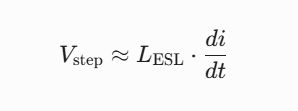 V_step ≈ L_ESL · di/dt